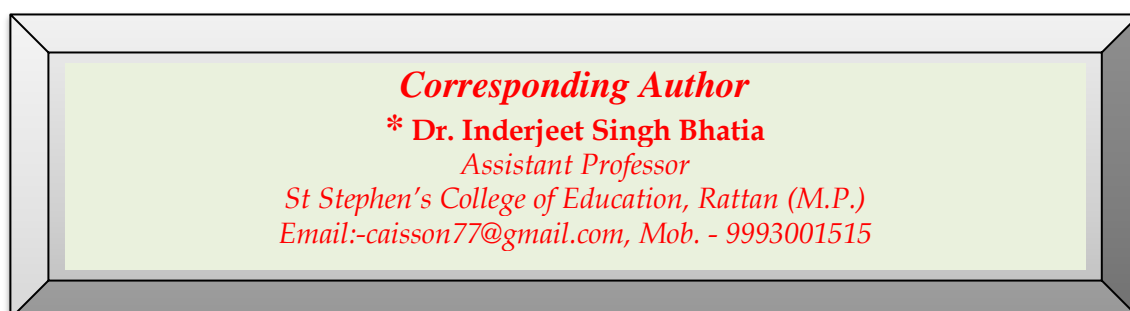 Corresponding Author
* Dr. Inderjeet Singh Bhatia
Assistant Professor
St Stephen’s College of Education, Rattan (M.P.)
Email:-caisson77@gmail.com, Mob. - 9993001515